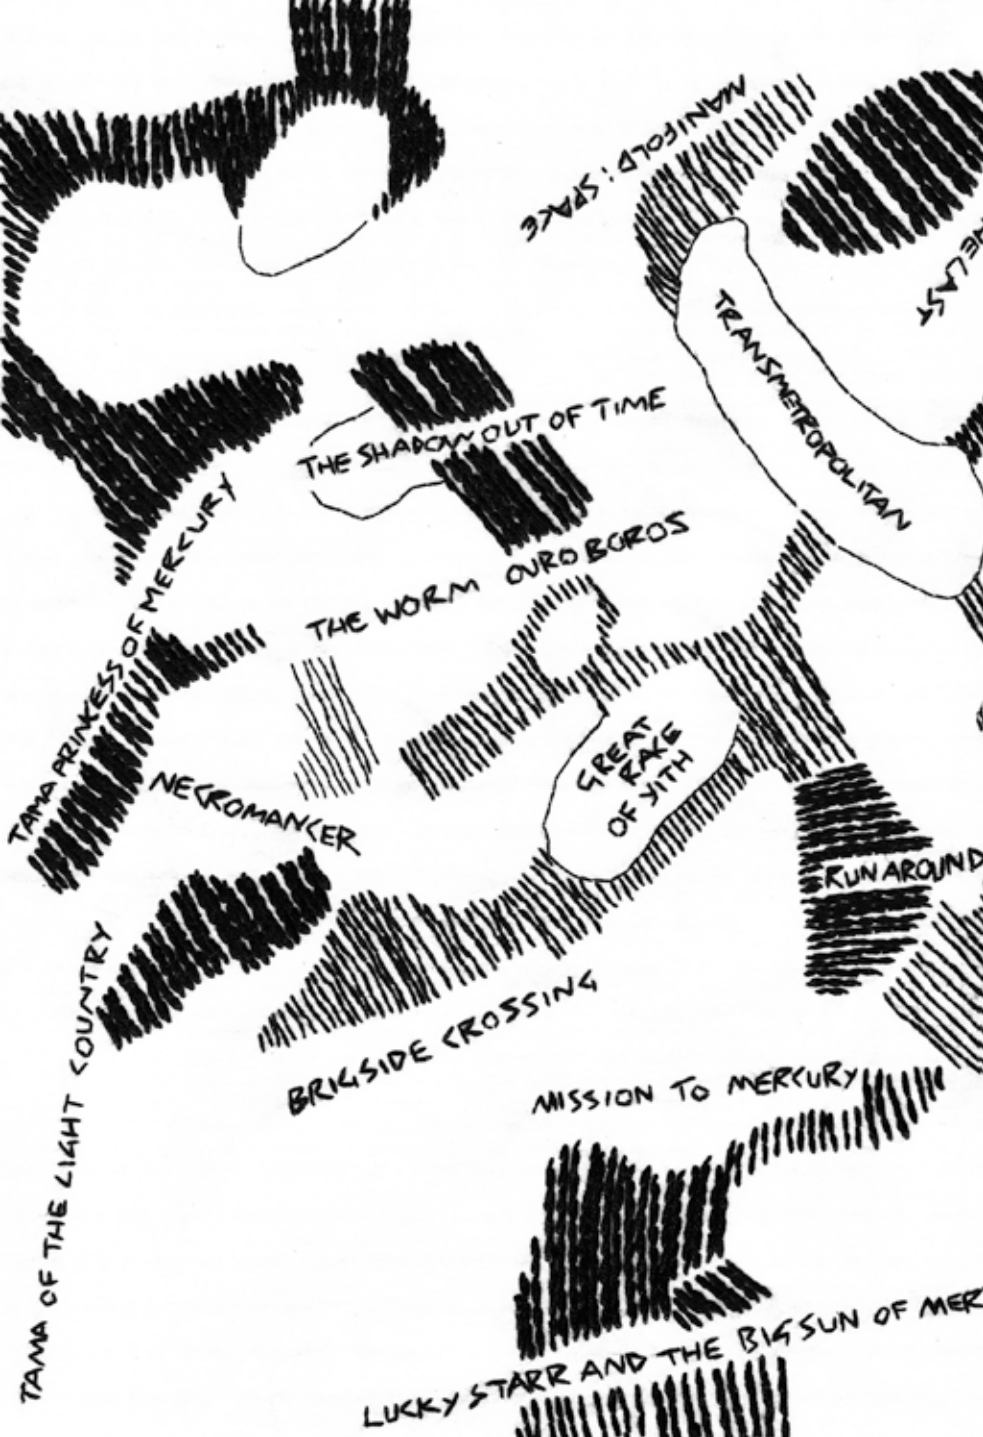 MANIFOLD: SPACE
TRANSMETROPOLITAN
THE SHADOW OUT OF TIME
TAMA PRINCESS OF MERCURY
THE WORM OUROBOROS
GREAT
RAKE
OF YITH
NECROMANCER
RUNAROUND
TAMA OF THE LIGHT COUNTRY
BRIGSIDE CROSSING
MISSION TO MERCURY
LUCKY STARR AND THE BIG SUN OF MER